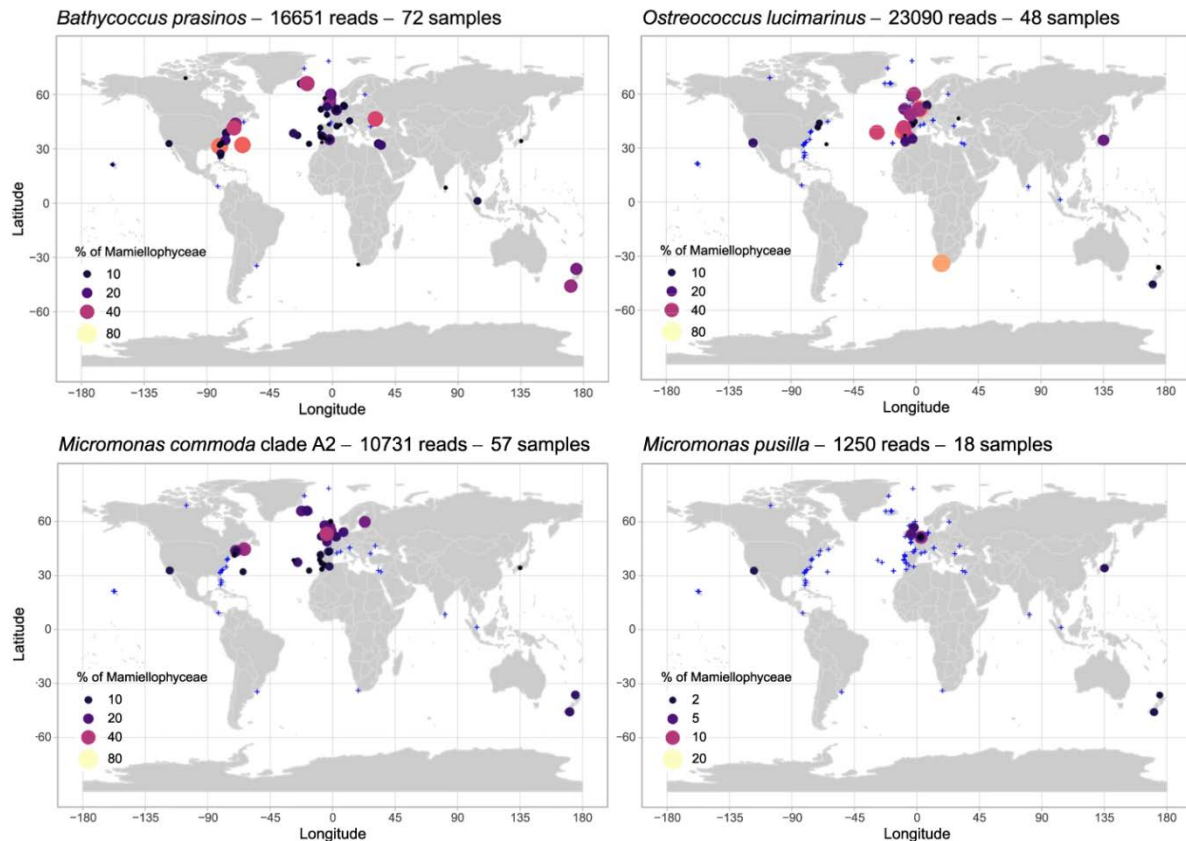 Bathycoccus prasinos – 16651 reads – 72 samples
60
30
0
−30
−60
Latitude
% of Mamiellophyceae
10
20
40
80
−180 −135 −90 −45 0 45 90 135 180
Longitude
Ostreococcus lucimarinus – 23090 reads – 48 samples
60
30
0
−30
−60
% of Mamiellophyceae
10
20
40
80
−180 −135 −90 −45 0 45 90 135 180
Longitude
Micromonas commoda clade A2 – 10731 reads – 57 samples
60
30
0
−30
−60
Latitude
% of Mamiellophyceae
10
20
40
80
−180 −135 −90 −45 0 45 90 135 180
Longitude
Micromonas pusilla – 1250 reads – 18 samples
60
30
0
−30
−60
% of Mamiellophyceae
2
5
10
20
−180 −135 −90 −45 0 45 90 135 180
Longitude